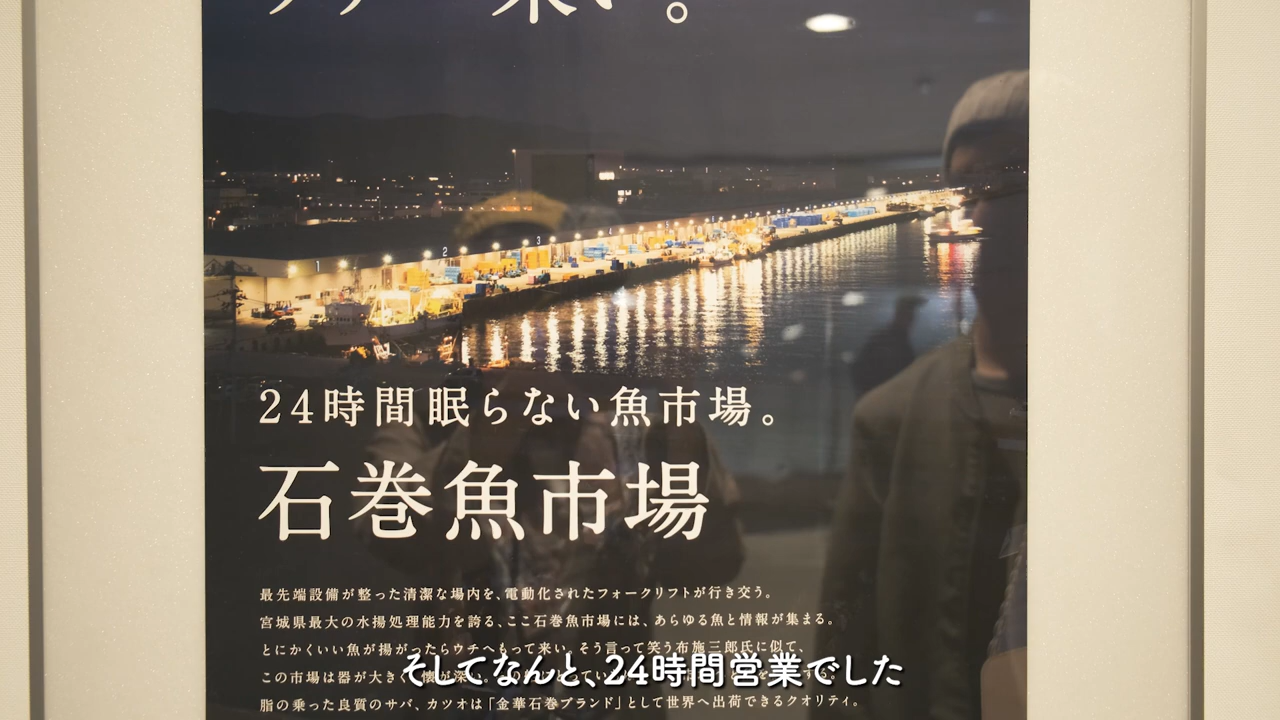 来い。
24時間眠らない魚市場。
石巻魚市場
最先端設備が整った清潔な場内を、電動化されたフォークリフトが行き交う。
宮城県最大の水揚処理能力を誇る、ここ石巻魚市場には、あらゆる魚と情報が集まる。
とにかくいい魚が揚がったらウチへもって来い。そう言って笑う布施三郎氏に似て、
この市場は器が大きく懐が深い。
脂の乗った良質のサバ、カツオは「金華石巻ブランド」として世界へ出荷できるクオリティ。
そしてなんと、24時間営業でした